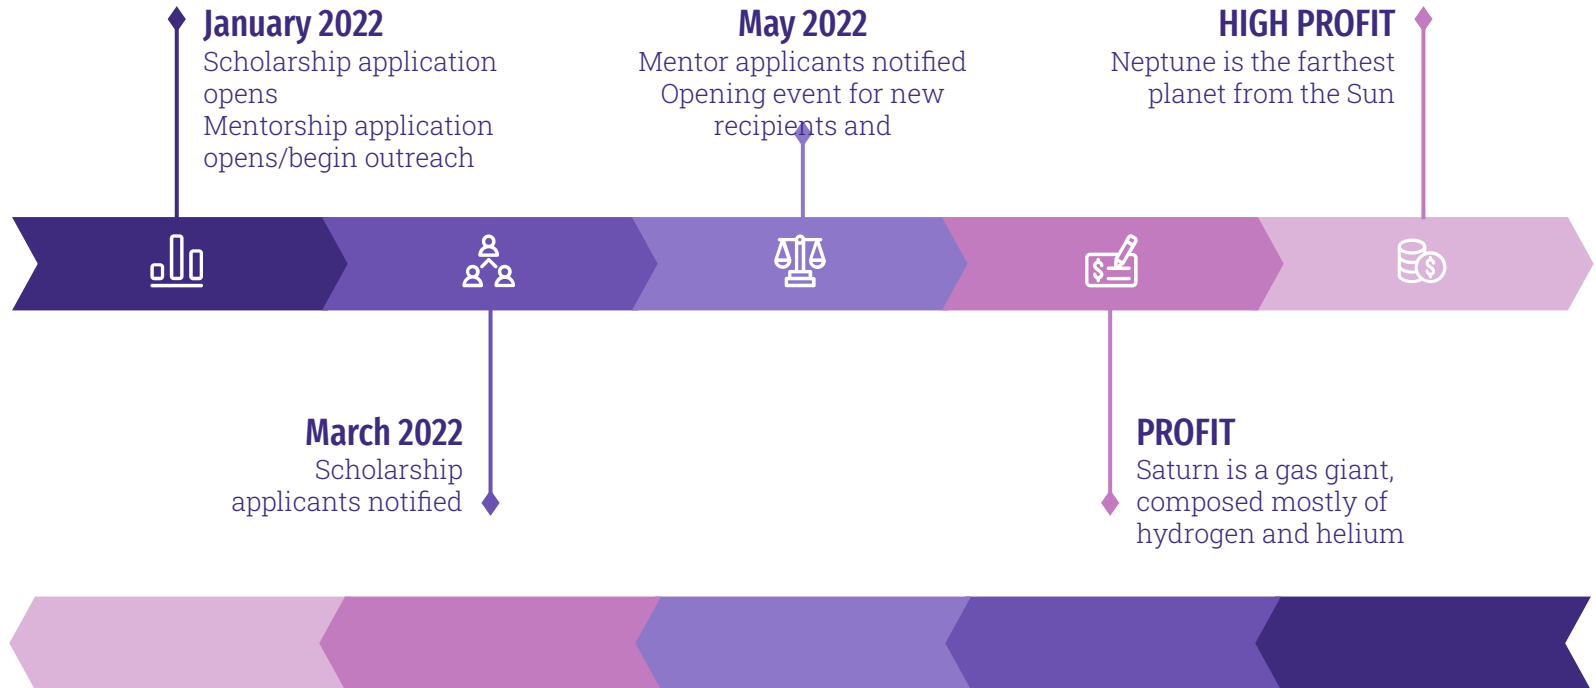 January 2022
Scholarship application
opens
Mentorship application
opens/begin outreach
May 2022
Mentor applicants notified
Opening event for new
recipients and
HIGH PROFIT
Neptune is the farthest
planet from the Sun
$
$
March 2022
Scholarship
applicants notified
PROFIT
Saturn is a gas giant,
composed mostly of
hydrogen and helium